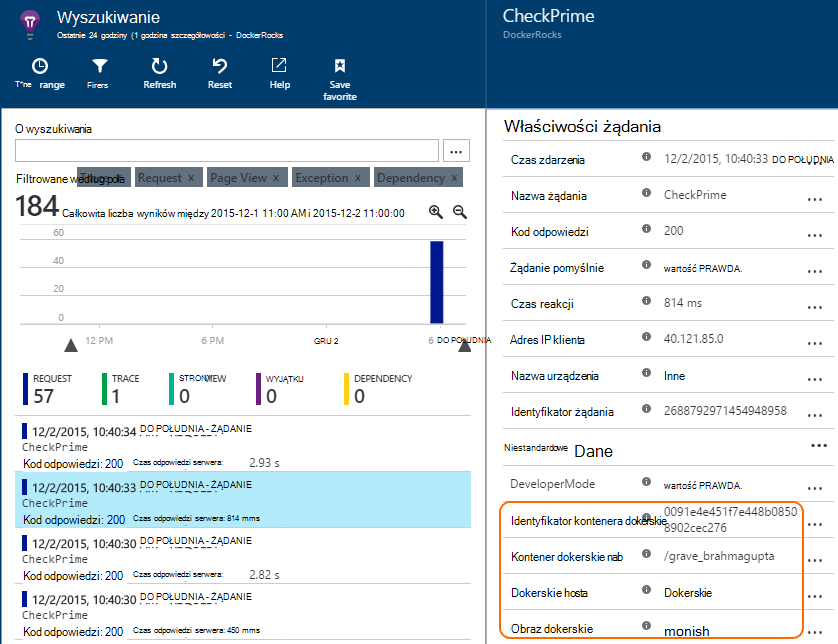 Wyszukiwanie
Ostatnie 24 godziny (1 godzina szczegółowości - DockerRocks
range
Firers
Refresh
Reset
Help
Save
favorite
O wyszukiwania
...
Filtrowane według pola
Request x
Page View x
Exception x
Dependency x
184 Całkowita liczba wyników między 2015-12-1 11:00 AM i 2015-12-2 11:00:00
60
40
20
0
12 PM
6 PM
GRU 2
6 DO POŁUDNIA
REQUEST
57
TRACE
1
VIEW
0
WYJĄTKU
0
DEPENDENCY
0
12/2/2015, 10:40:34 DO POŁUDNIA - ŻĄDANIE
CheckPrime
Kod odpowiedzi: 200 Czas odpowiedzi serwera: 2.93 s
12/2/2015, 10:40:33 DO POŁUDNIA - ŻĄDANIE
CheckPrime
Kod odpowiedzi: 200 Czas odpowiedzi serwera: 814 mms
12/2/2015, 10:40:30 DO POŁUDNIA - ŻĄDANIE
CheckPrime
Kod odpowiedzi: 200 Czas odpowiedzi serwera: 2.82 s
12/2/2015, 10:40:30 DO POŁUDNIA - ŻĄDANIE
CheckPrime
Kod odpowiedzi: 200 Czas odpowiedzi serwera: 450 mms
CheckPrime
DockerRocks
Właściwości żądania
Czas zdarzenia 12/2/2015, 10:40:33 DO POŁUDNIA
Nazwa żądania CheckPrime ...
Kod odpowiedzi 200 ...
Żądanie pomyślnie wartość PRAWDA. ...
Czas reakcji 814 ms ...
Adres IP klienta 40.121.85.0 ...
Nazwa urządzenia Inne ...
Identyfikator żądania 2688792971454948958 ...
Niestandardowe Dane ...
DeveloperMode wartość PRAWDA. ...
Identyfikator kontenera dokerskie 0091e4e451f7e448b0850
8902cec276 ...
Kontener dokerskie nab /grave_brahmagupta ...
Dokerskie hosta Dokerskie ...
Obraz dokerskie monish ...